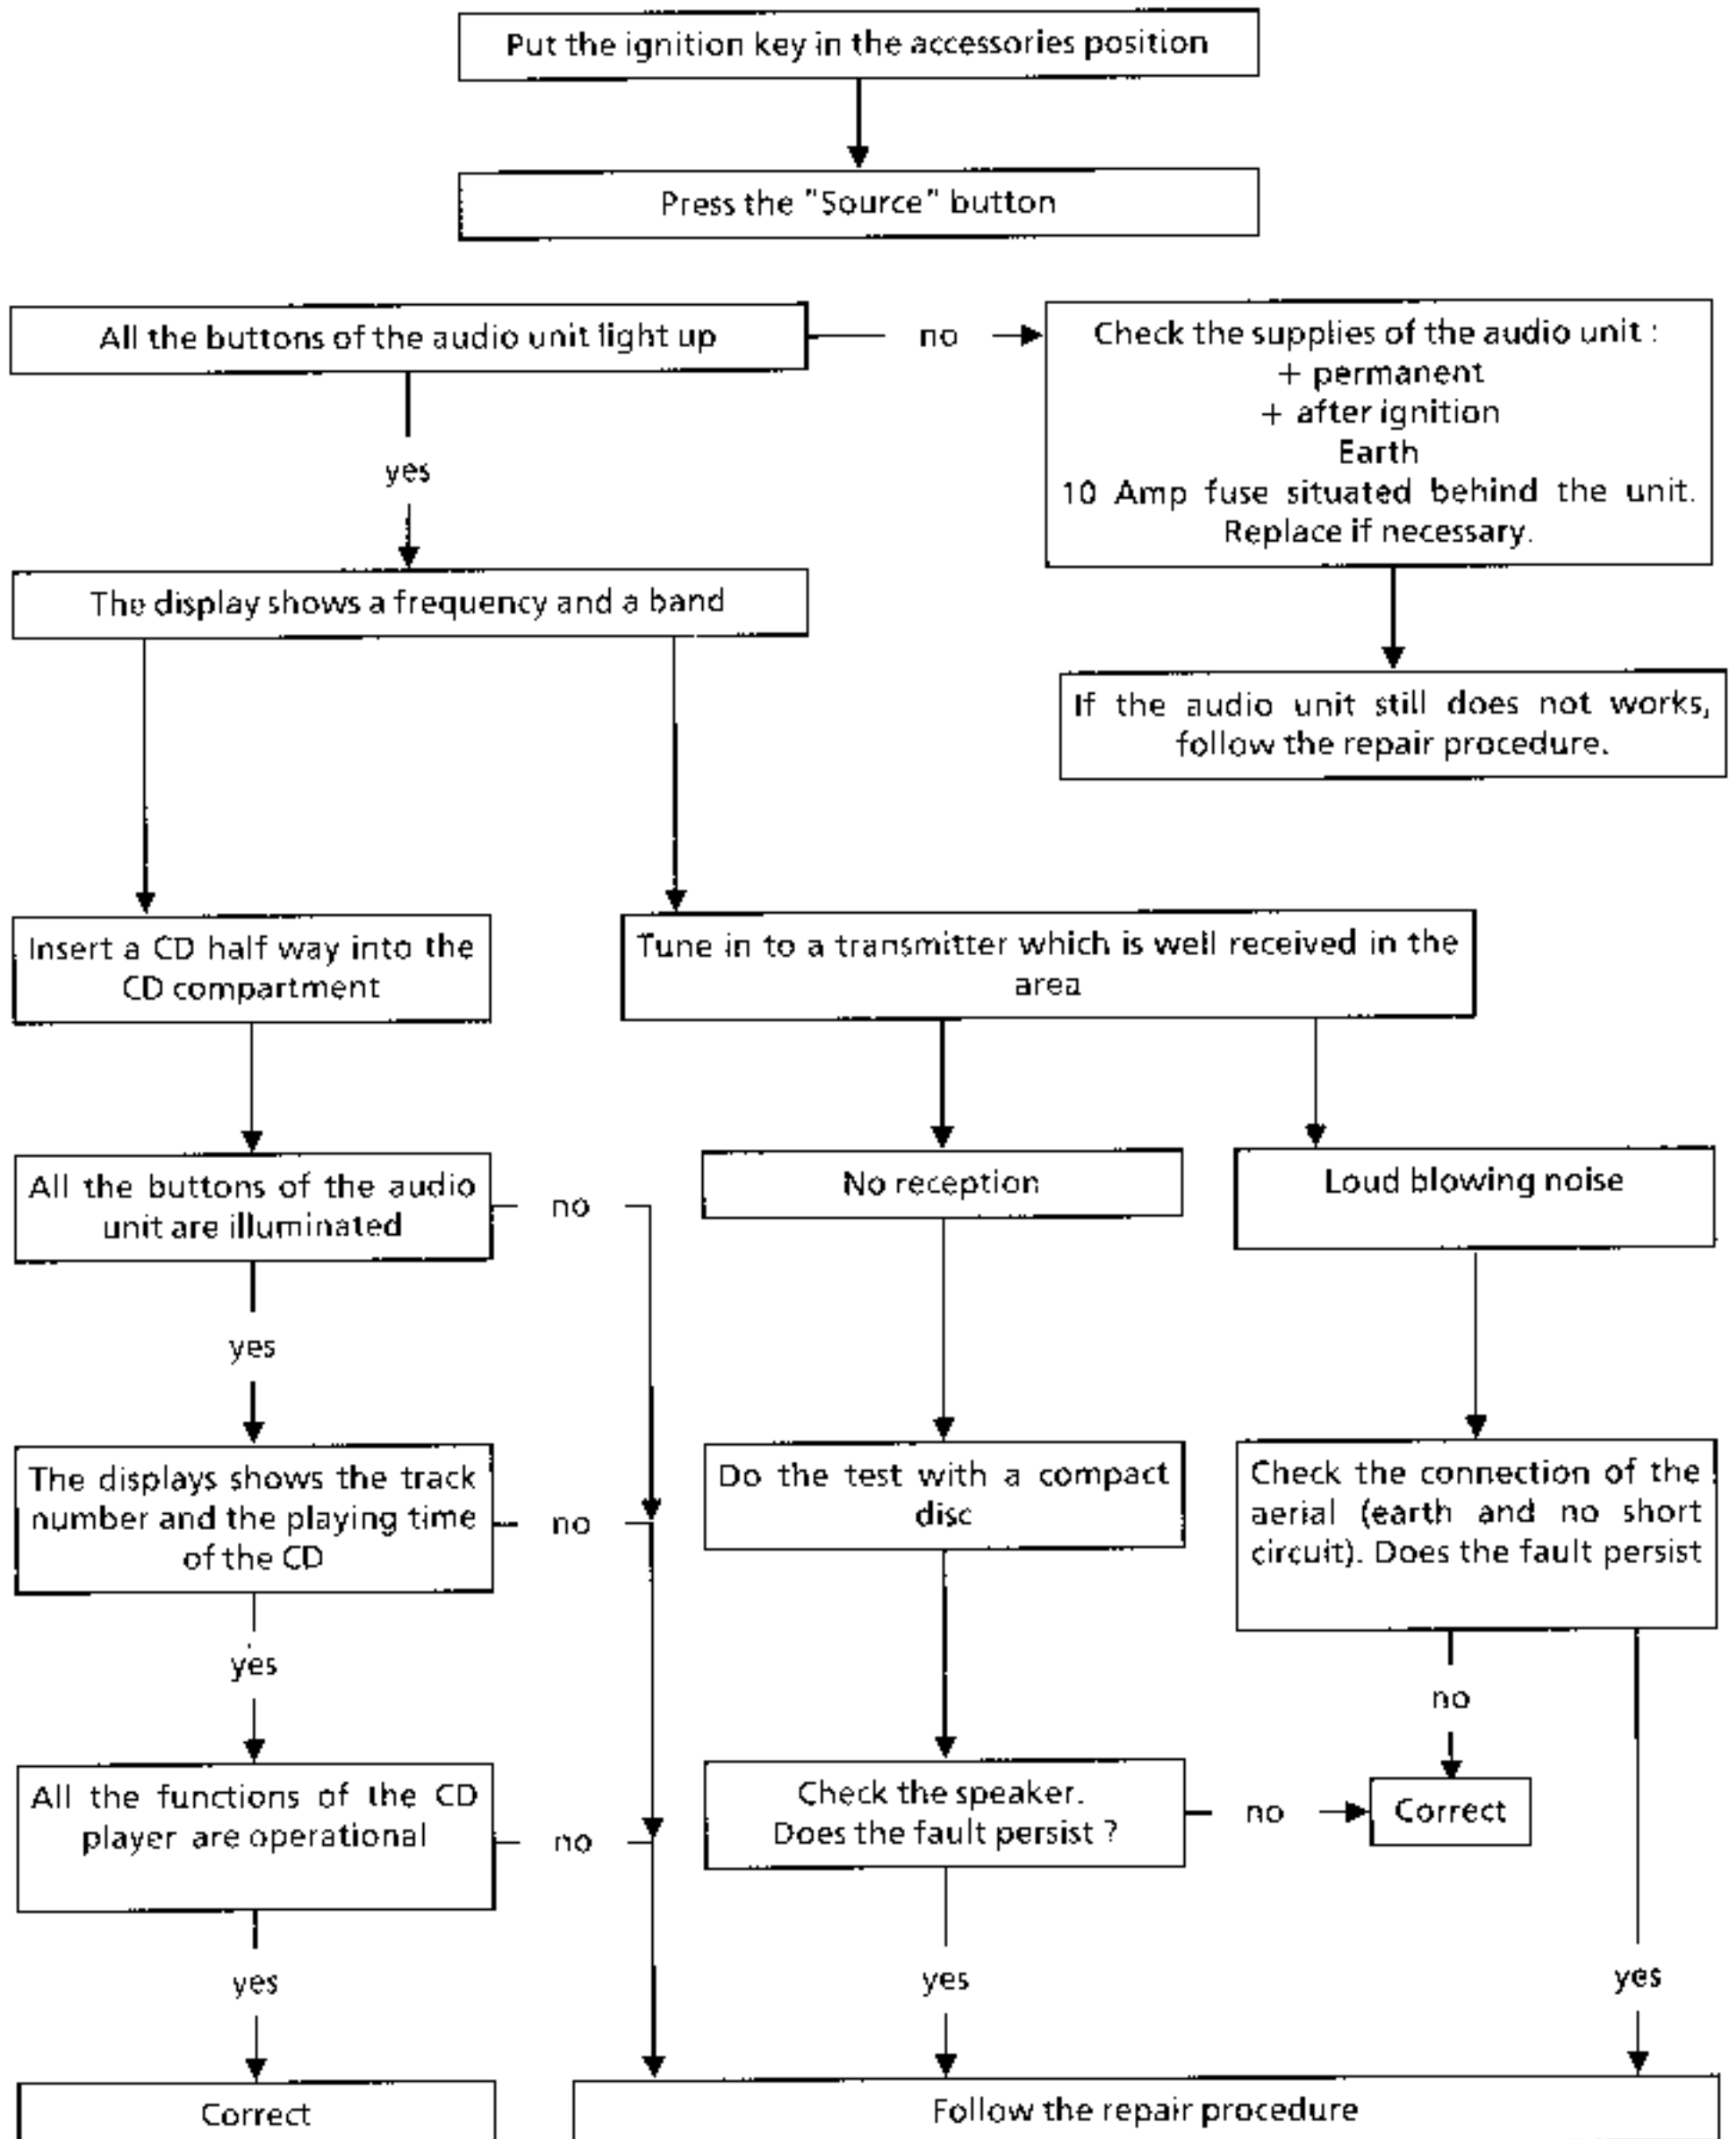 Put the ignition key in the accessories position
Press the "Source" button
All the buttons of the audio unit light up
no
Check the supplies of the audio unit :
+ permanent
+ after ignition
Earth
10 Amp fuse situated behind the unit.
Replace if necessary.
yes
The display shows a frequency and a band
If the audio unit still does not works,
follow the repair procedure.
Insert a CD half way into the
CD compartment
Tune in to a transmitter which is well received in the
area
All the buttons of the audio
unit are illuminated
no
No reception
Loud blowing noise
yes
The displays shows the track
number and the playing time
of the CD
no
Do the test with a compact
disc
Check the connection of the
aerial (earth and no short
circuit). Does the fault persist
yes
no
All the functions of the CD
player are operational
no
Check the speaker.
Does the fault persist ?
no
Correct
yes
yes
yes
Correct
Follow the repair procedure